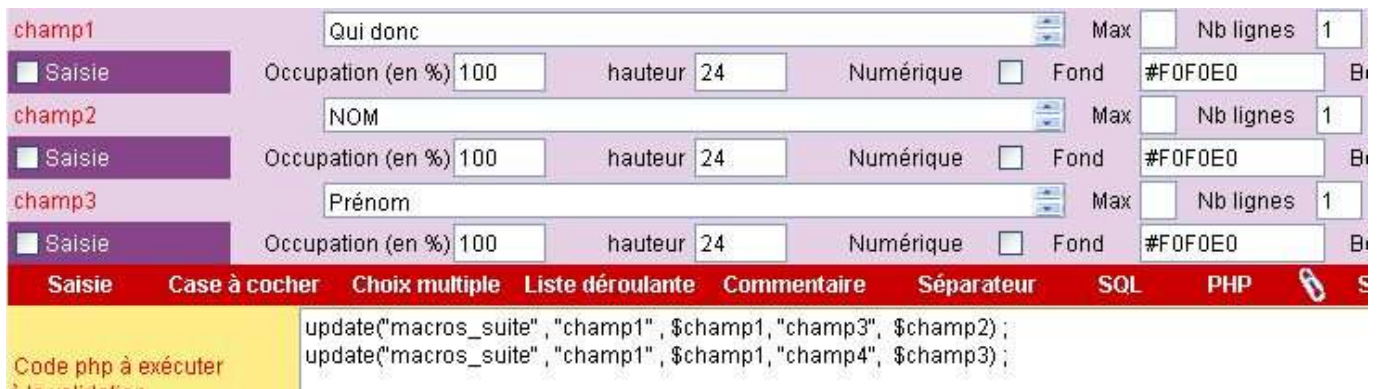 champ1 Qui donc Max Nb lignes 1
Saisie Occupation (en %) 100 hauteur 24 Numérique Fond #F0F0E0
champ2 NOM Max Nb lignes 1
Saisie Occupation (en %) 100 hauteur 24 Numérique Fond #F0F0E0
champ3 Prénom Max Nb lignes 1
Saisie Occupation (en %) 100 hauteur 24 Numérique Fond #F0F0E0
Saisie Case à cocher Choix multiple Liste déroulante Commentaire Séparateur SQL PHP S
update("macros_suite" , "champ1" , $champ1, "champ3", $champ2) ;
update("macros_suite" , "champ1" , $champ1, "champ4", $champ3) ;
Code php à exécuter